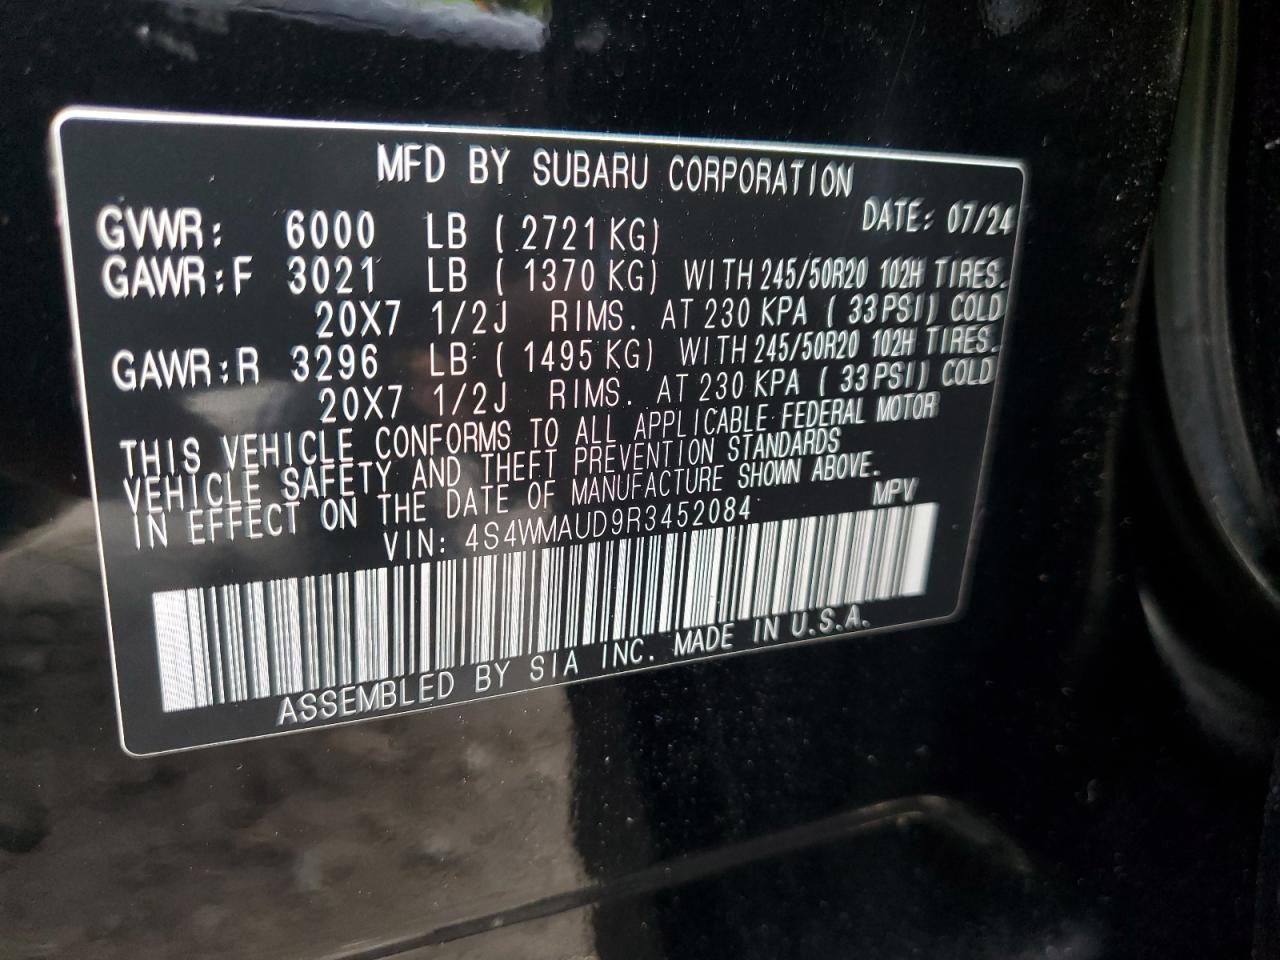 MFD BY SUBARU CORPORATION
DATE: 07/24
GVWR: 6000 LB ( 2721 KG)
GAWR:F 3021 LB ( 1370 KG) WITH 245/50R20 102H TIRES.
20X7 1/2J RIMS. AT 230 KPA ( 33 PSI) COLD
GAWR:R 3296 LB ( 1495 KG) WITH 245/50R20 102H TIRES.
20X7 1/2J RIMS. AT 230 KPA ( 33 PSI) COLD
THIS VEHICLE CONFORMS TO ALL APPLICABLE FEDERAL MOTOR
VEHICLE SAFETY AND THEFT PREVENTION STANDARDS
IN EFFECT ON THE DATE OF MANUFACTURE SHOWN ABOVE.
VIN: 4S4WMAUD9R3452084 MPV
ASSEMBLED BY SIA INC. MADE IN U.S.A.